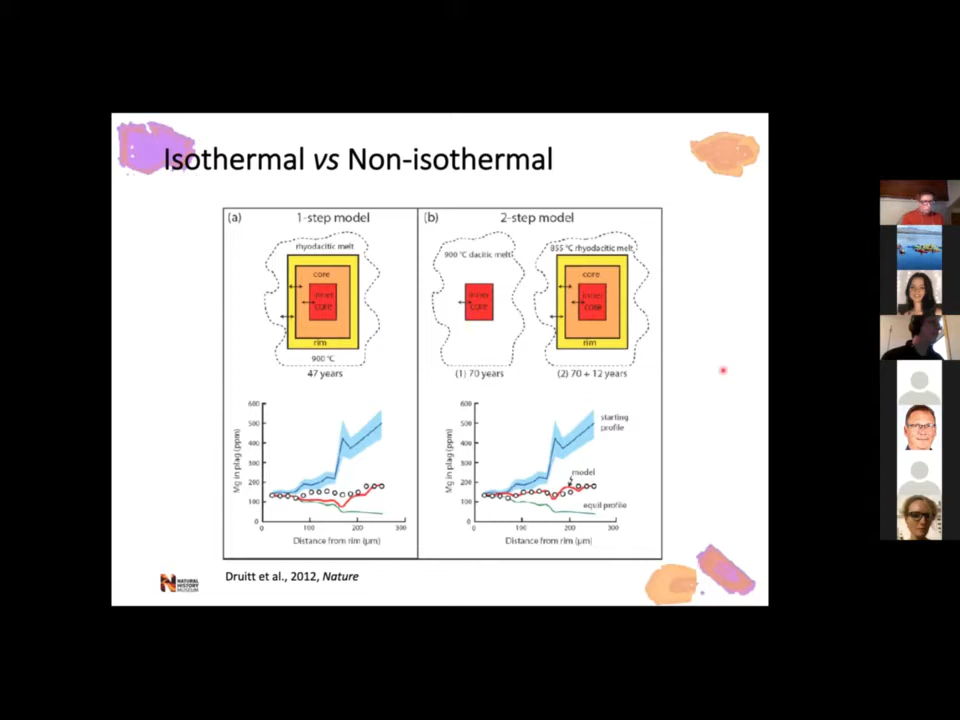 Isothermal vs Non-isothermal
(a) 1-step model
rhyodacitic melt
core
inner
core
rim
900 °C
47 years
(b) 2-step model
900 °C dacitic melt
inner
core
(1) 70 years
855 °C rhyodacitic melt
core
inner
core
rim
(2) 70 + 12 years
Mg in plag (ppm)
600
500
400
300
200
100
0
100
200
300
Distance from rim (µm)
Mg in plag (ppm)
600
500
400
300
200
100
0
100
200
300
Distance from rim (µm)
starting
profile
model
equil profile
Druitt et al., 2012, Nature
NATURAL
HISTORY
MUSEUM